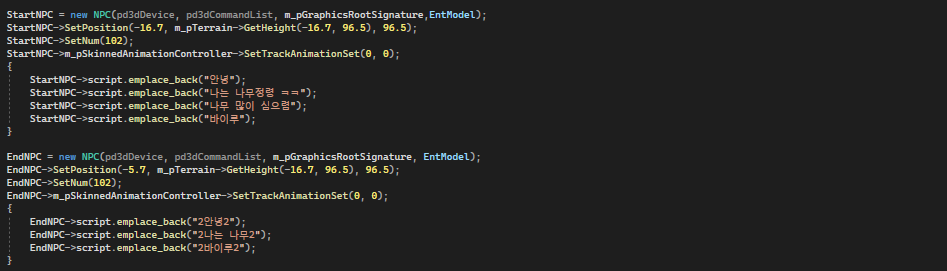 StartNPC = new NPC(pd3dDevice, pd3dCommandList, m_pGraphicsRootSignature,EntModel);
StartNPC->SetPosition(-16.7, m_pTerrain->GetHeight(-16.7, 96.5), 96.5);
StartNPC->SetNum(102);
StartNPC->m_pSkinnedAnimationController->SetTrackAnimationSet(0, 0);
{
    StartNPC->script.emplace_back("안녕");
    StartNPC->script.emplace_back("나는 나무정령 ㅋㅋ");
    StartNPC->script.emplace_back("나무 많이 심으렴");
    StartNPC->script.emplace_back("바이루");
}

EndNPC = new NPC(pd3dDevice, pd3dCommandList, m_pGraphicsRootSignature, EntModel);
EndNPC->SetPosition(-5.7, m_pTerrain->GetHeight(-16.7, 96.5), 96.5);
EndNPC->SetNum(102);
EndNPC->m_pSkinnedAnimationController->SetTrackAnimationSet(0, 0);
{
    EndNPC->script.emplace_back("2안녕2");
    EndNPC->script.emplace_back("2나는 나무2");
    EndNPC->script.emplace_back("2바이루2");
}